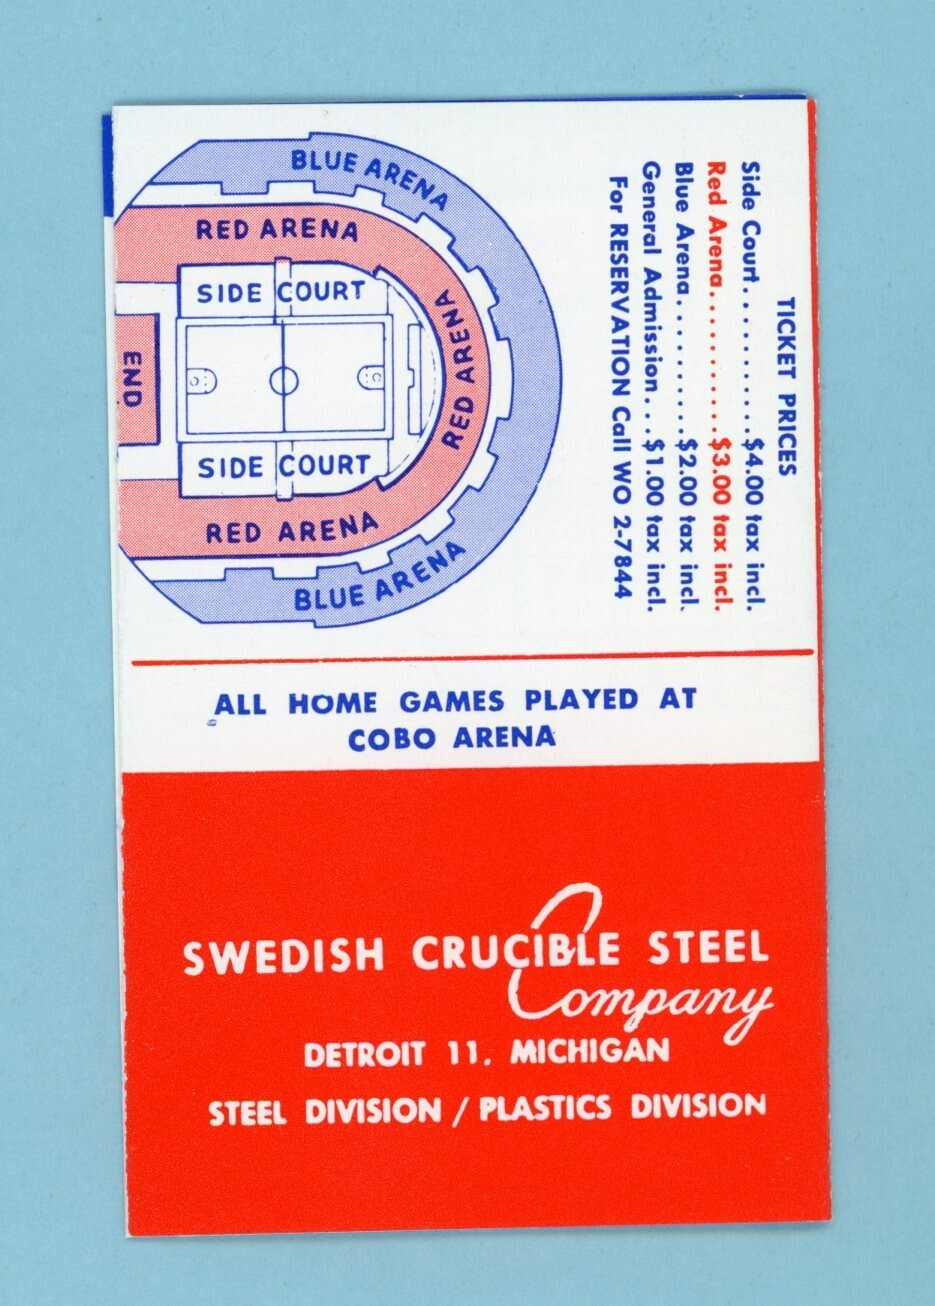 BLUE ARENA
RED ARENA
SIDE COURT
END
RED ARENA
SIDE COURT
RED ARENA
BLUE ARENA
TICKET PRICES
Side Court..........$4.00 tax incl.
Red Arena..........$3.00 tax incl.
Blue Arena..........$2.00 tax incl.
General Admission...$1.00 tax incl.
For RESERVATION Call WO 2-7844
ALL HOME GAMES PLAYED AT
COBO ARENA
SWEDISH CRUCIBLE STEEL
Company
DETROIT 11, MICHIGAN
STEEL DIVISION / PLASTICS DIVISION